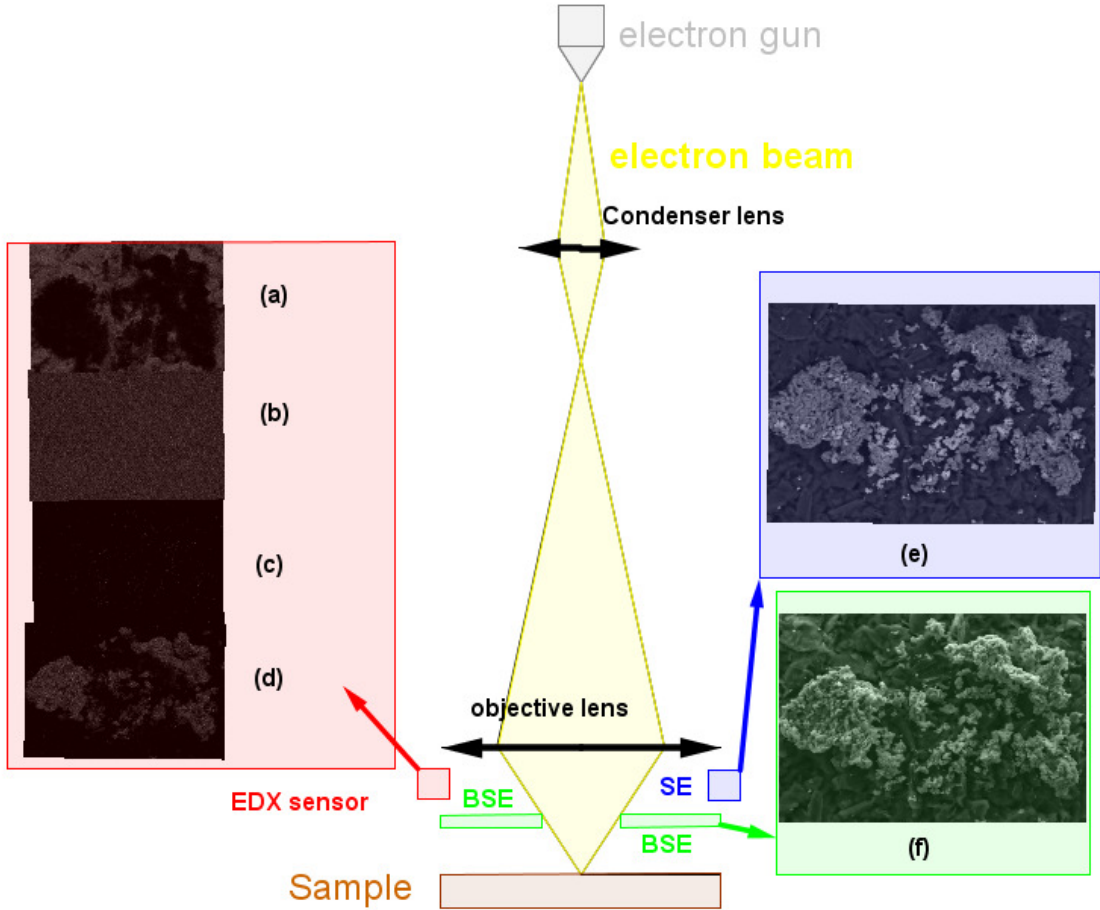 electron gun
electron beam
Condenser lens
(a)
(b)
(c)
(d)
(e)
objective lens
EDX sensor
BSE
SE
BSE
(f)
Sample